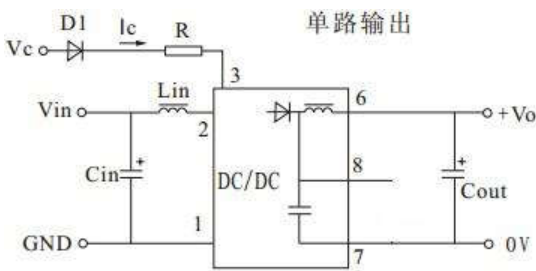 单路输出
D1
Ic
R
Vc
3
Lin
Vin
2
6
+Vo
Cin
DC/DC
8
Cout
1
GND
7
0V